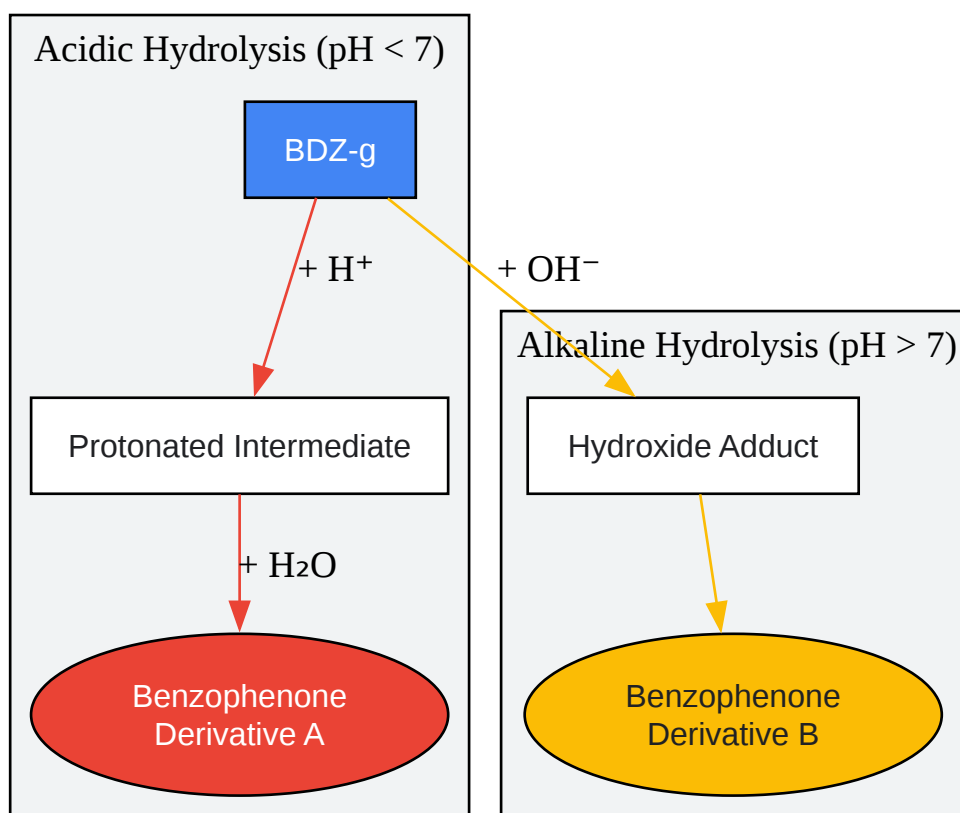 Acidic Hydrolysis (pH < 7)
BDZ-g
+ H⁺
+ OH⁻
Alkaline Hydrolysis (pH > 7)
Protonated Intermediate
Hydroxide Adduct
+ H₂O
Benzophenone
Derivative A
Benzophenone
Derivative B